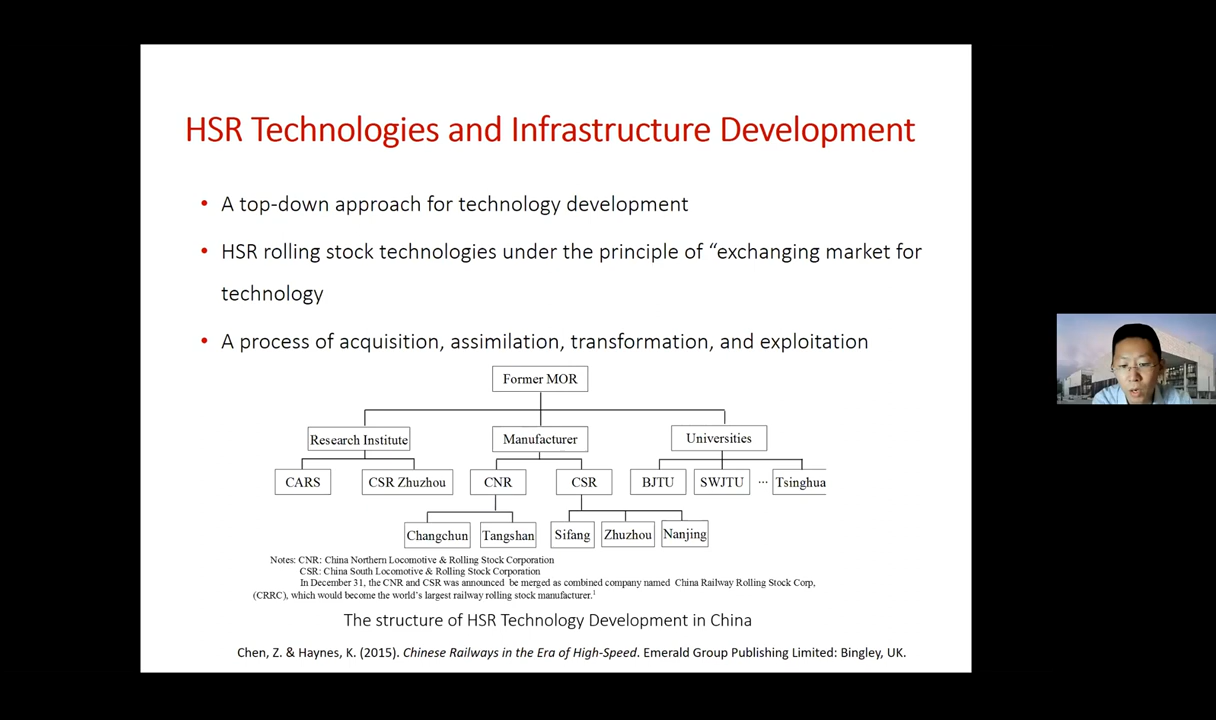 HSR Technologies and Infrastructure Development
• A top-down approach for technology development
• HSR rolling stock technologies under the principle of “exchanging market for
technology
• A process of acquisition, assimilation, transformation, and exploitation
Former MOR
Research Institute Manufacturer Universities
CARS CSR Zhuzhou CNR CSR BJTU SWJTU ... Tsinghua
Changchun Tangshan Sifang Zhuzhou Nanjing
Notes: CNR: China Northern Locomotive & Rolling Stock Corporation
CSR: China South Locomotive & Rolling Stock Corporation
In December 31, the CNR and CSR was announced be merged as combined company named China Railway Rolling Stock Corp,
(CRRC), which would become the world’s largest railway rolling stock manufacturer.1
The structure of HSR Technology Development in China
Chen, Z. & Haynes, K. (2015). Chinese Railways in the Era of High-Speed. Emerald Group Publishing Limited: Bingley, UK.